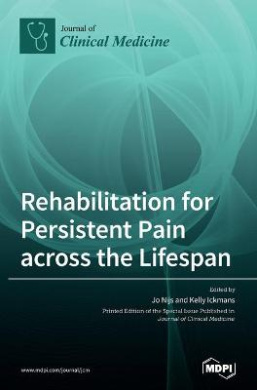 Journal of
Clinical Medicine
Rehabilitation for
Persistent Pain
across the Lifespan
Edited by
Jo Nijs and Kelly Ickmans
Printed Edition of the Special Issue Published in
Journal of Clinical Medicine
www.mdpi.com/journal/jcm
MDPI